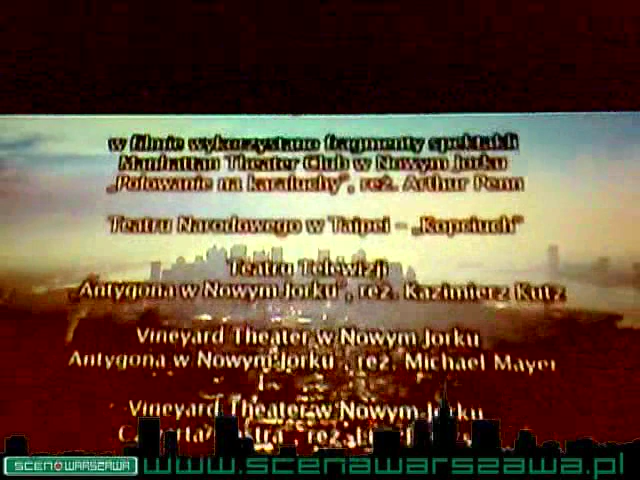 w filmie wykorzystano fragmenty spektakli
Manhattan Theater Club w Nowym Jorku
„Polowanie na karaluchy”, reż. Arthur Penn
Teatru Narodowego w Taipei – „Kopciuch”
Teatru Telewizji
„Antygona w Nowym Jorku”, reż. Kazimierz Kutz
Vineyard Theater w Nowym Jorku
Antygona w Nowym Jorku”, reż. Michael Mayer
Vineyard Theater w Nowym Jorku
reż.
SCENAWARSZAWA
www.scenawarszawa.pl